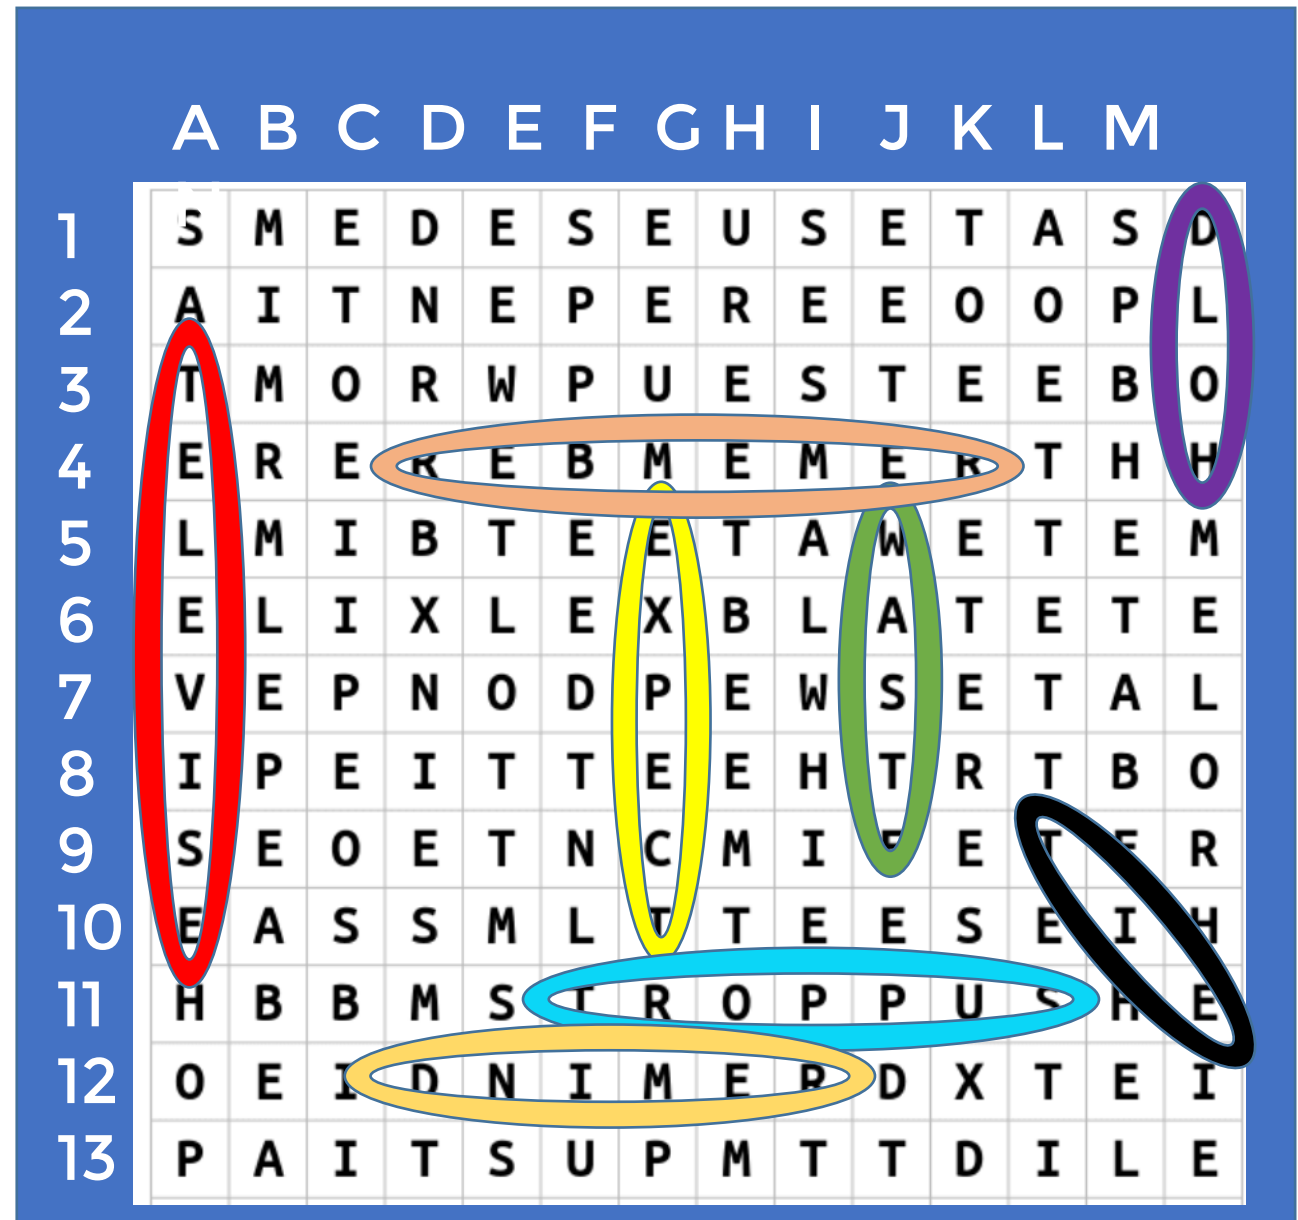 A B C D E F G H I J K L M
1 S M E D E S E U S E T A S D
2 A I T N E P E R E E O O P L
3 T M O R W P U E S T E E B O
4 E R E R E B M E M E R T H H
5 L M I B T E E T A W E T E M
6 E L I X L E X B L A T E T E
7 V E P N O D P E W S E T A L
8 I P E I T T E E H T R T B O
9 S E O E T N C M I E E T E R
10 E A S S M L T T E E S E I H
11 H B B M S T R O P P U S H E
12 O E I D N I M E R D X T E I
13 P A I T S U P M T T D I L E